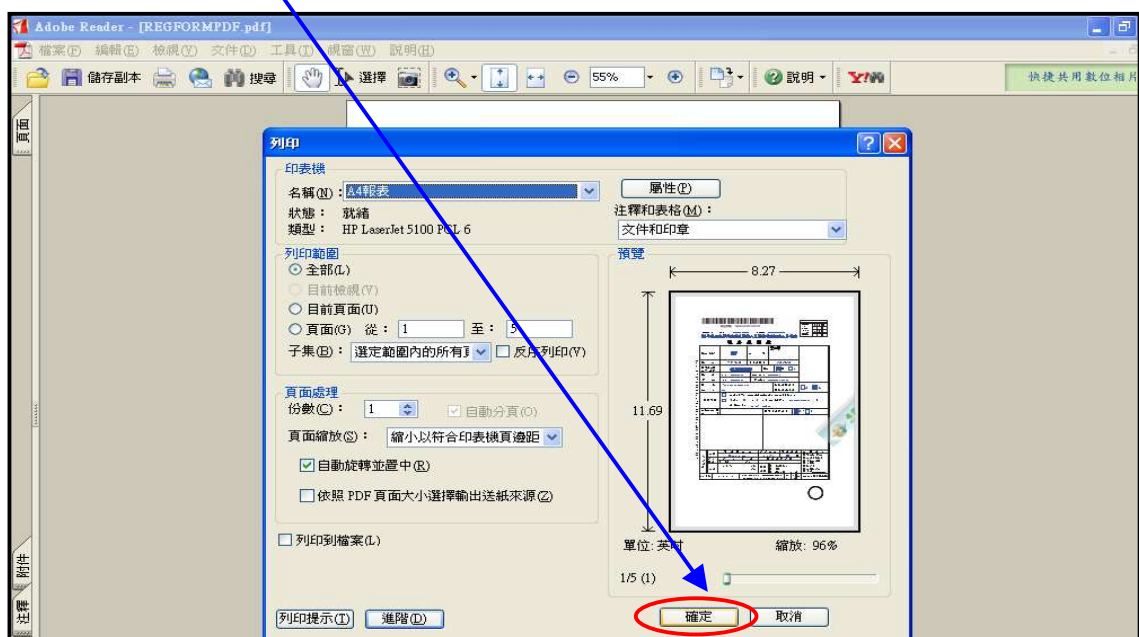 Adobe Reader - [REGFORMPDF.pdf]
檔案(F) 編輯(E) 檢視(V) 文件(D) 工具(T) 視窗(W) 說明(H)
儲存副本 搜尋 選擇 55% 說明 Y! 快捷共用數位相片
頁面
列印
印表機
名稱(N)：A4報表 屬性(P)
狀態： 就緒 注釋和表格(M)：
類型： HP LaserJet 5100 PCL 6 文件和印章
列印範圍 預覽
全部(L) 8.27
目前檢視(V)
目前頁面(U)
頁面(G) 從： 1 至： 5
子集(B)： 選定範圍內的所有頁 反序列印(V)
頁面處理
份數(C)： 1 自動分頁(O) 11.69
頁面縮放(S)： 縮小以符合印表機頁邊距
自動旋轉並置中(R)
依照 PDF 頁面大小選擇輸出送紙來源(Z)
列印到檔案(L) 單位: 英吋 縮放: 96%
附件
1/5 (1)
注釋
列印提示(T) 進階(D) 確定 取消